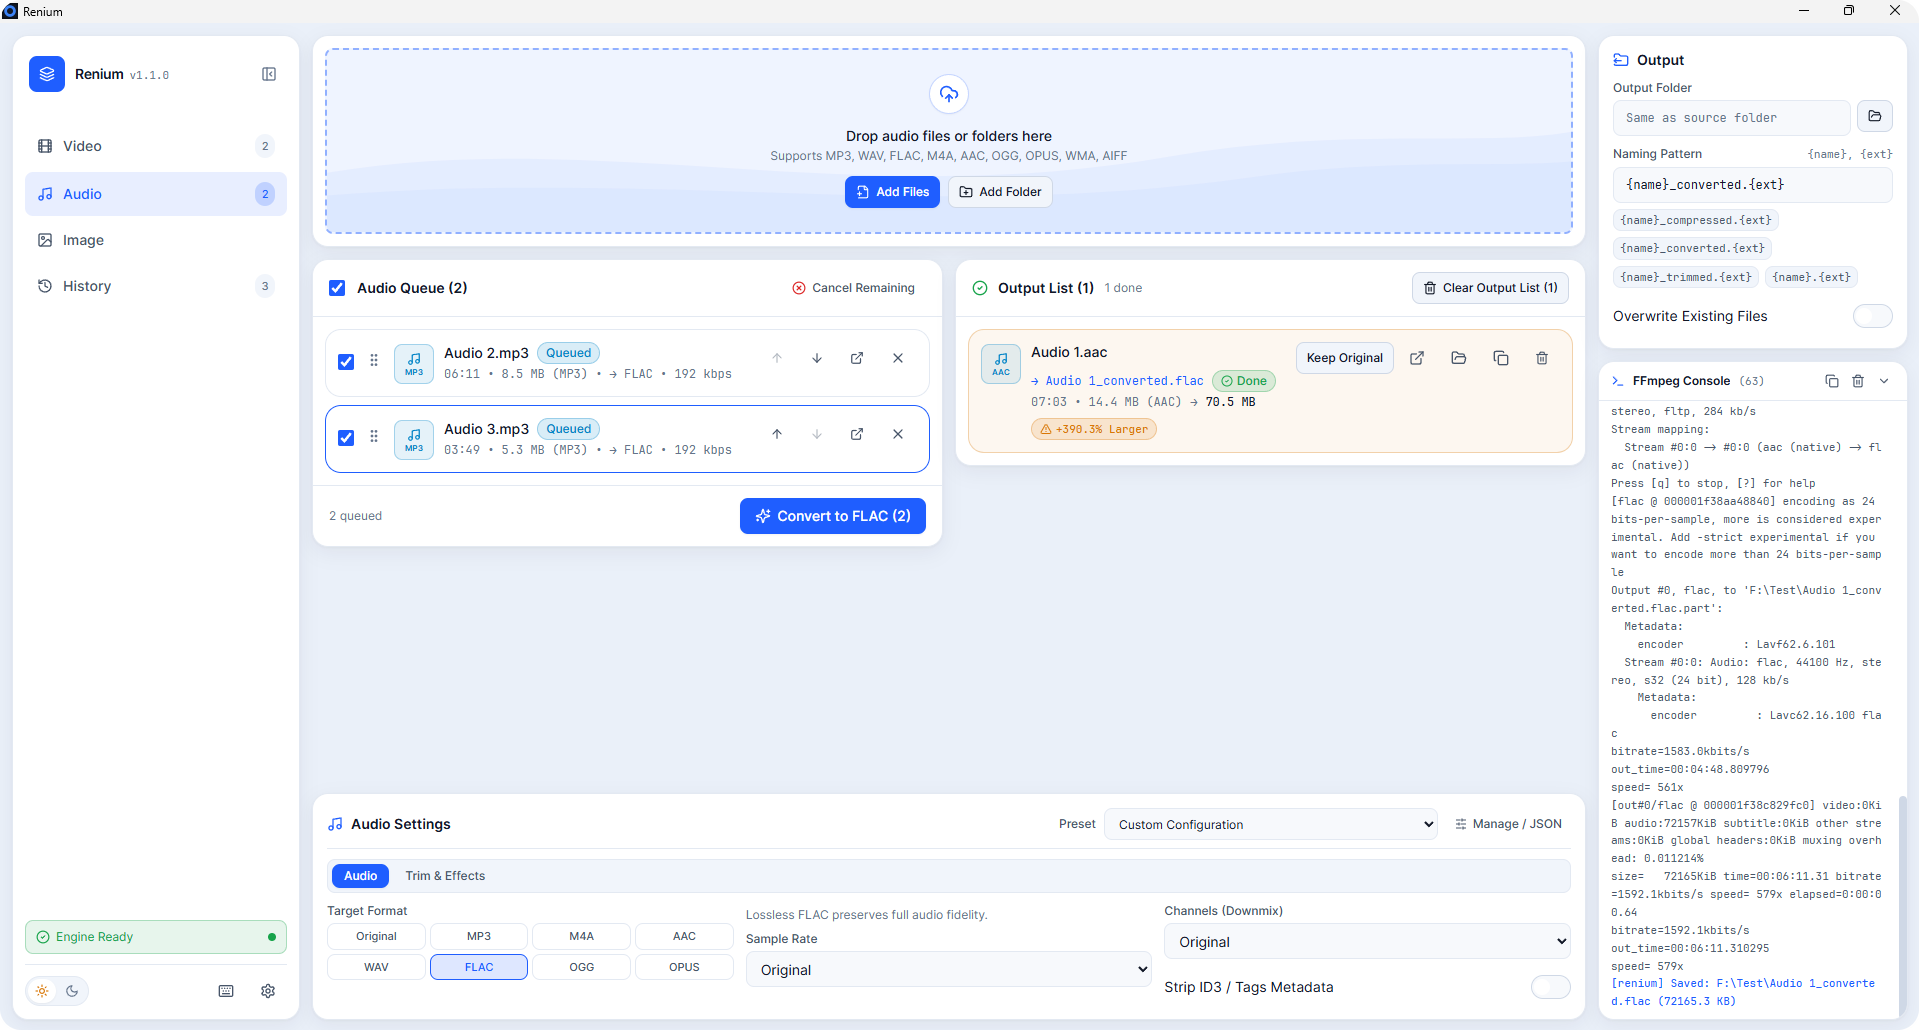 Renium
Renium v1.1.0
Video 2
Audio 2
Image
History 3
Engine Ready
Drop audio files or folders here
Supports MP3, WAV, FLAC, M4A, AAC, OGG, OPUS, WMA, AIFF
Add Files
Add Folder
Audio Queue (2)
Cancel Remaining
MP3
Audio 2.mp3 Queued
06:11 • 8.5 MB (MP3) • → FLAC • 192 kbps
MP3
Audio 3.mp3 Queued
03:49 • 5.3 MB (MP3) • → FLAC • 192 kbps
2 queued
Convert to FLAC (2)
Output List (1) 1 done
Clear Output List (1)
AAC
Audio 1.aac
Keep Original
→ Audio 1_converted.flac Done
07:03 • 14.4 MB (AAC) → 70.5 MB
+390.3% Larger
Audio Settings
Preset
Custom Configuration
Manage / JSON
Audio
Trim & Effects
Target Format
Original MP3 M4A AAC
WAV FLAC OGG OPUS
Lossless FLAC preserves full audio fidelity.
Sample Rate
Original
Channels (Downmix)
Original
Strip ID3 / Tags Metadata
Output
Output Folder
Same as source folder
Naming Pattern {name}, {ext}
{name}_converted.{ext}
{name}_compressed.{ext}
{name}_converted.{ext}
{name}_trimmed.{ext} {name}.{ext}
Overwrite Existing Files
FFmpeg Console (63)
stereo, fltp, 284 kb/s
Stream mapping:
Stream #0:0 → #0:0 (aac (native) → fl
ac (native))
Press [q] to stop, [?] for help
[flac @ 000001f38aa48840] encoding as 24
bits-per-sample, more is considered exper
imental. Add -strict experimental if you
want to encode more than 24 bits-per-samp
le
Output #0, flac, to 'F:\Test\Audio 1_conv
erted.flac.part':
Metadata:
encoder : Lavf62.6.101
Stream #0:0: Audio: flac, 44100 Hz, ste
reo, s32 (24 bit), 128 kb/s
Metadata:
encoder : Lavc62.16.100 fla
c
bitrate=1583.0kbits/s
out_time=00:04:48.809796
speed= 561x
[out#0/flac @ 000001f38c829fc0] video:0Ki
B audio:72157KiB subtitle:0KiB other stre
ams:0KiB global headers:0KiB muxing overh
ead: 0.011214%
size= 72165KiB time=00:06:11.31 bitrate
=1592.1kbits/s speed= 579x elapsed=0:00:0
0.64
bitrate=1592.1kbits/s
out_time=00:06:11.310295
speed= 579x
[renium] Saved: F:\Test\Audio 1_converte
d.flac (72165.3 KB)